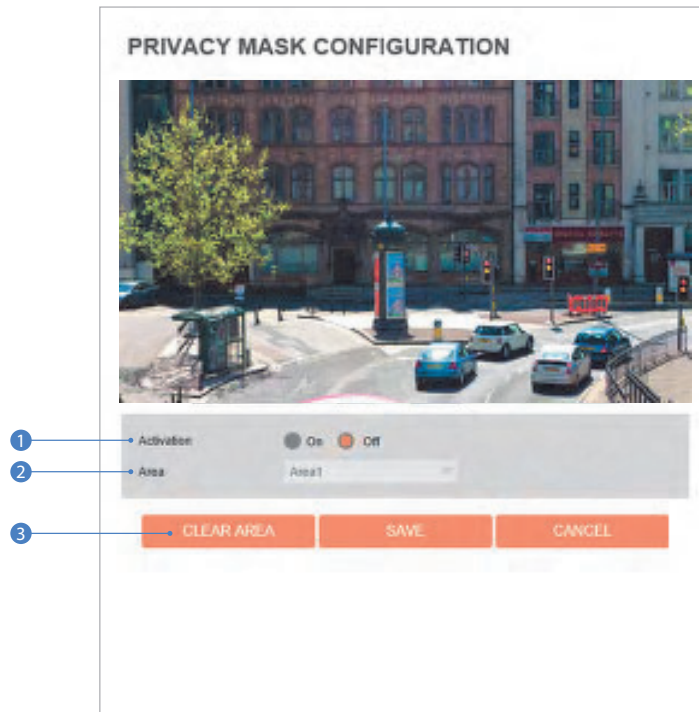 PRIVACY MASK CONFIGURATION
1 Activation On Off
2 Area Area1
3 CLEAR AREA SAVE CANCEL